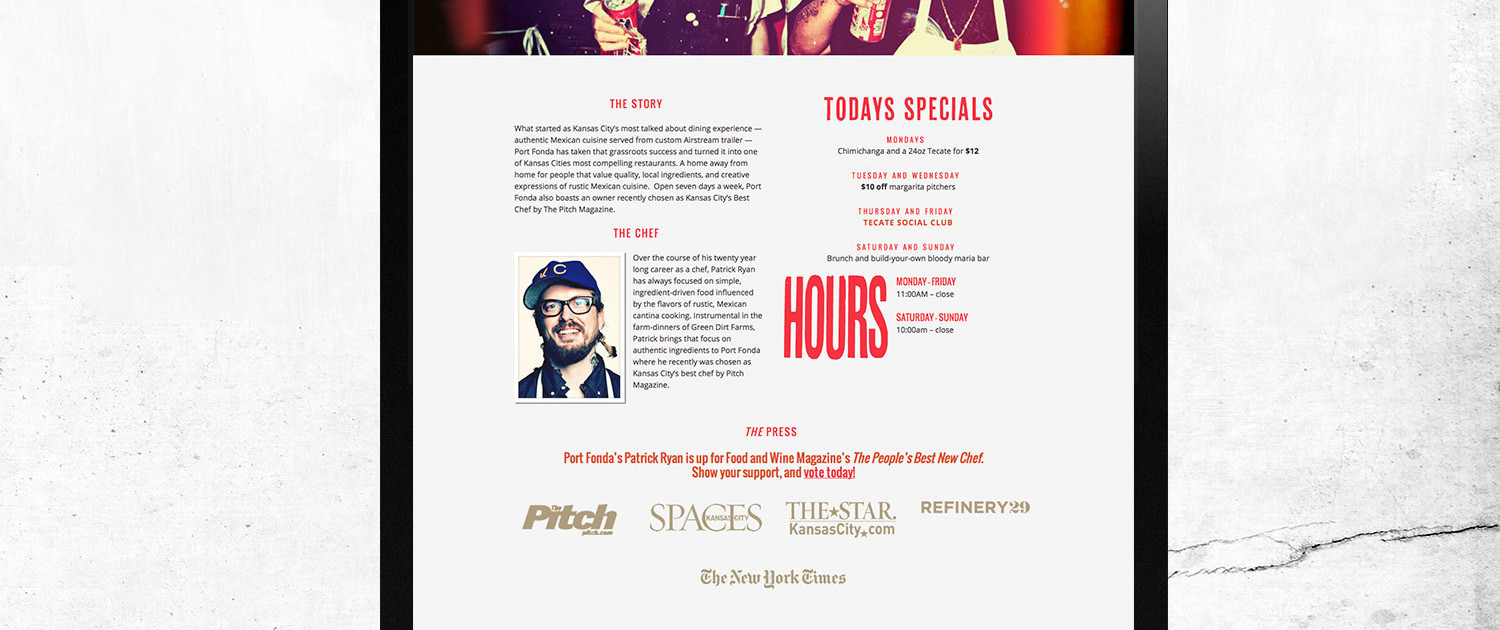 THE STORY
What started as Kansas City's most talked about dining experience —
authentic Mexican cuisine served from custom Airstream trailer —
Port Fonda has taken that grassroots success and turned it into one
of Kansas Cities most compelling restaurants. A home away from
home for people that value quality, local ingredients, and creative
expressions of rustic Mexican cuisine. Open seven days a week, Port
Fonda also boasts an owner recently chosen as Kansas City's Best
Chef by The Pitch Magazine.
THE CHEF
C
Over the course of his twenty year
long career as a chef, Patrick Ryan
has always focused on simple,
ingredient-driven food influenced
by the flavors of rustic, Mexican
cantina cooking. Instrumental in the
farm-dinners of Green Dirt Farms,
Patrick brings that focus on
authentic ingredients to Port Fonda
where he recently was chosen as
Kansas City's best chef by Pitch
Magazine.
TODAYS SPECIALS
MONDAYS
Chimichanga and a 24oz Tecate for $12
TUESDAY AND WEDNESDAY
$10 off margarita pitchers
THURSDAY AND FRIDAY
TECATE SOCIAL CLUB
SATURDAY AND SUNDAY
Brunch and build-your-own bloody maria bar
HOURS
MONDAY - FRIDAY
11:00AM – close
SATURDAY - SUNDAY
10:00am – close
THE PRESS
Port Fonda's Patrick Ryan is up for Food and Wine Magazine's The People's Best New Chef.
Show your support, and vote today!
The Pitch
pitch.com
SPACES
KANSAS CITY
THE STAR.
KansasCity.com
REFINERY29
The New York Times